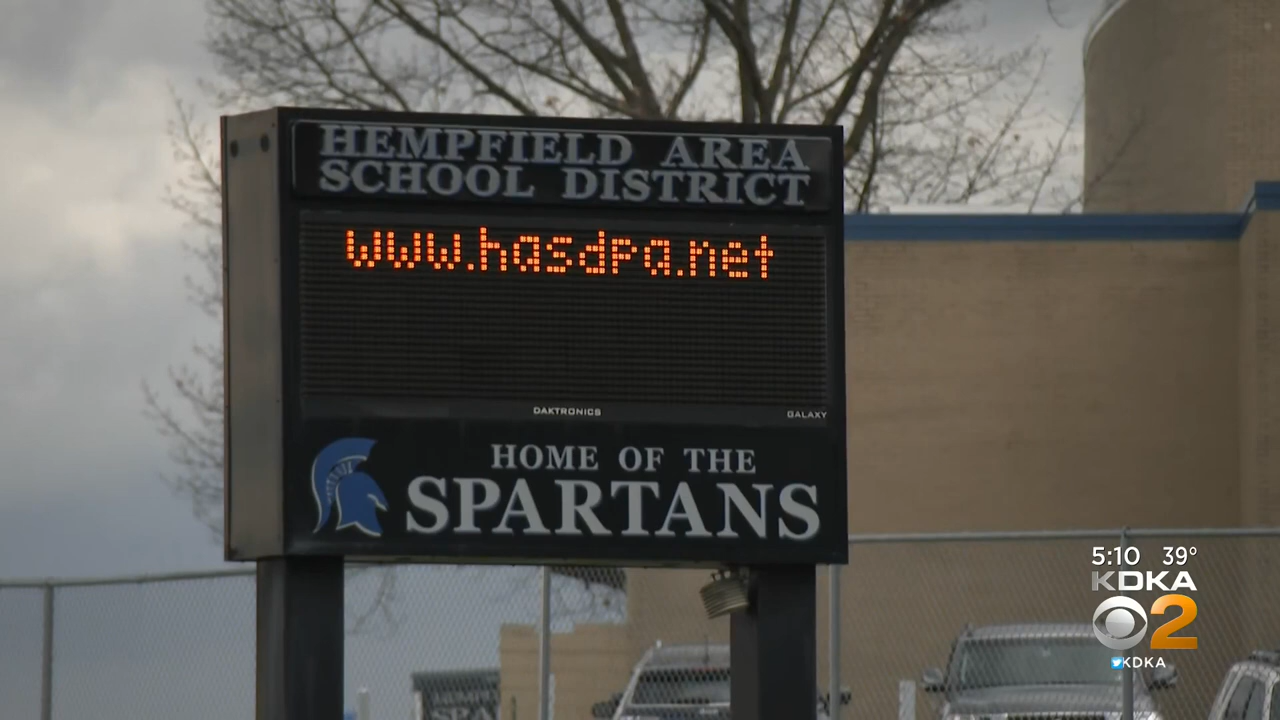 HEMPFIELD AREA
SCHOOL DISTRICT
www.hasdpa.net
DAKTRONICS
GALAXY
HOME OF THE
SPARTANS
5:10 39°
KDKA
2
KDKA